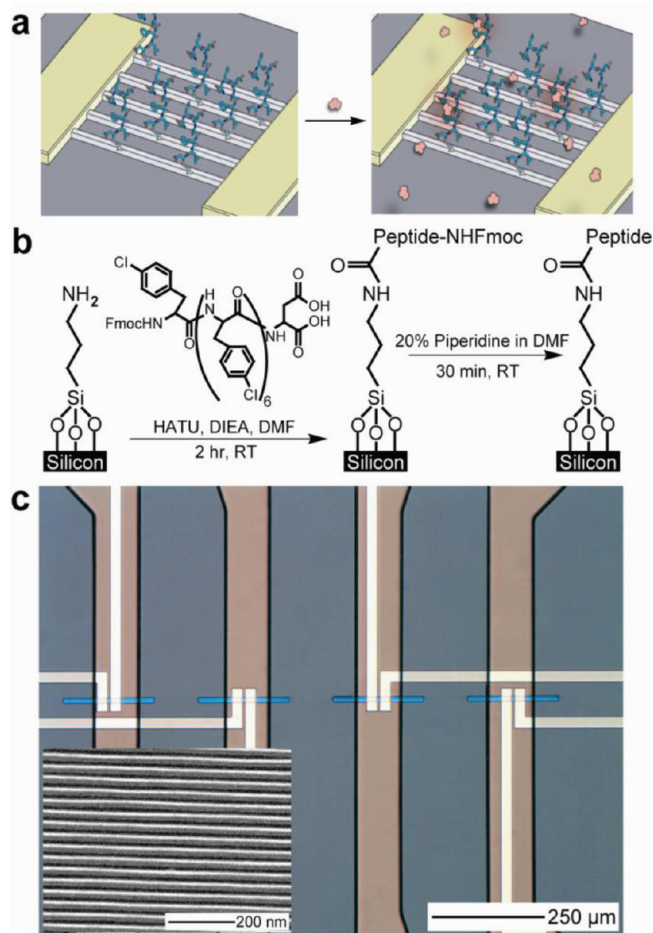 a
b
Peptide-NHFmoc
Peptide
Cl
O
O
NH2
H
N
O
O
OH
OH
NH
NH
FmocHN
O
N
H
O
20% Piperidine in DMF
Cl
6
30 min, RT
Si
HATU, DIEA, DMF
Si
Si
O O O
2 hr, RT
O O O
O O O
Silicon
Silicon
Silicon
c
200 nm
250 μm